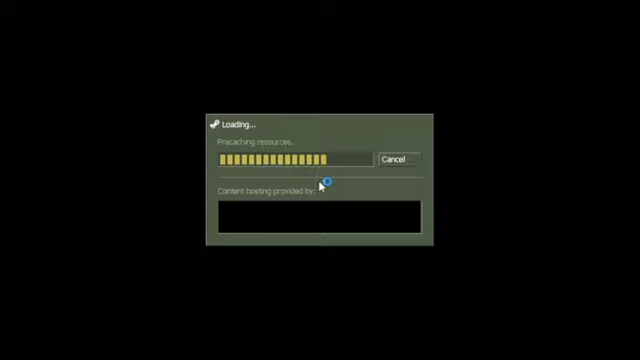 Loading...
Precaching resources...
Cancel
Content hosting provided by: